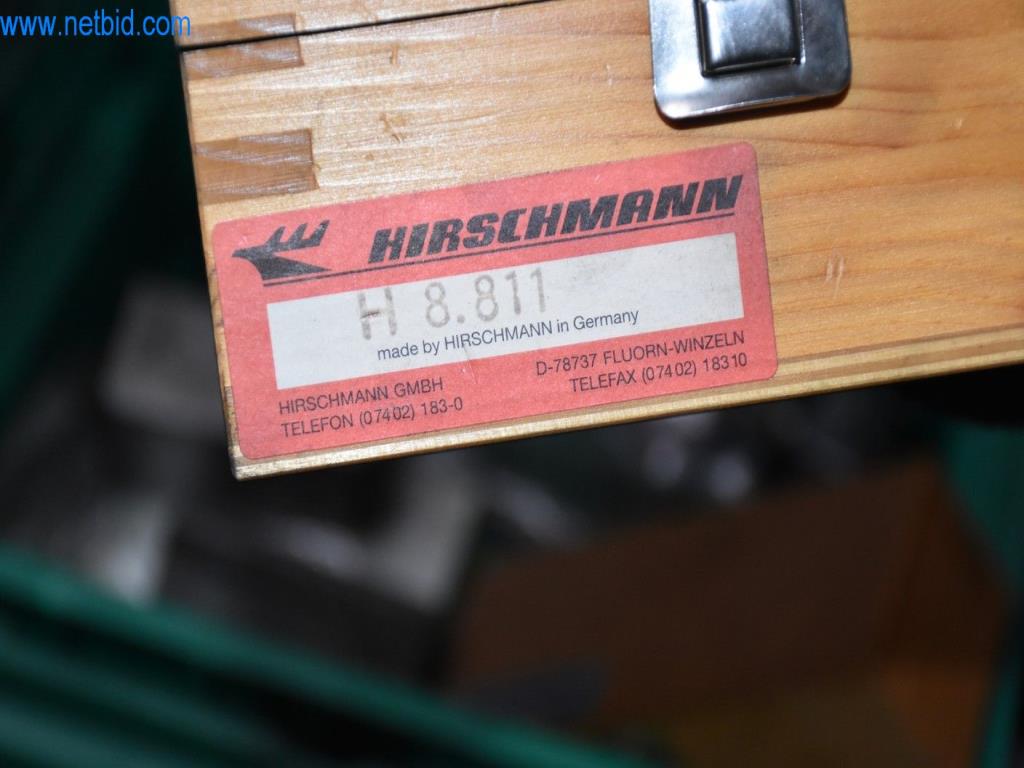 www.netbid.com
HIRSCHMANN
H 8.811
made by HIRSCHMANN in Germany
HIRSCHMANN GMBH
TELEFON (07402) 183-0
D-78737 FLUORN-WINZELN
TELEFAX (07402) 18310